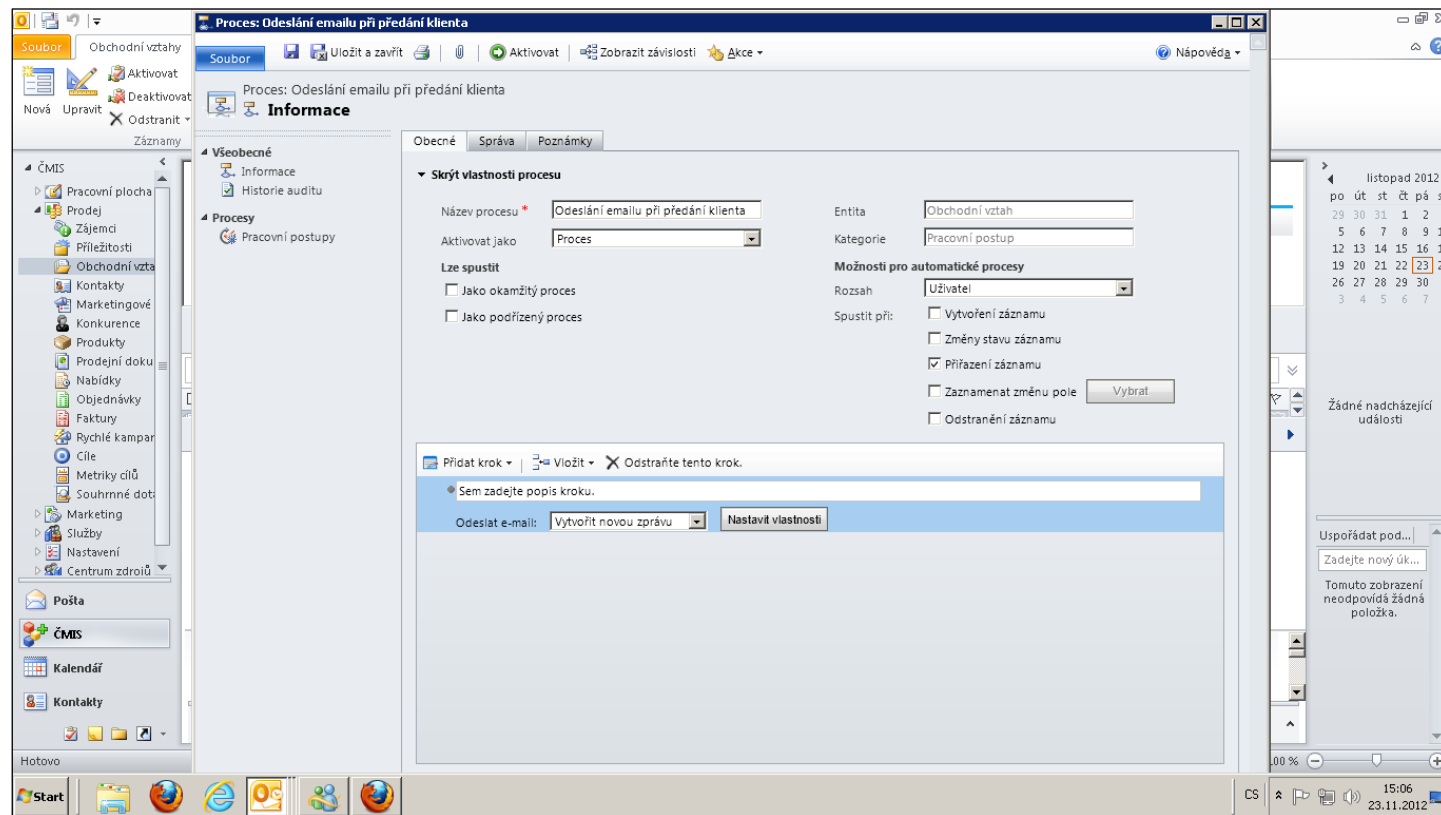 Proces: Odeslání emailu při předání klienta
Soubor
Obchodní vztahy
Aktivovat
Deaktivovat
Nová
Upravit
Odstranit
Záznamy
Soubor
Uložit a zavřít
Aktivovat
Zobrazit závislosti
Akce
Nápověda
Proces: Odeslání emailu při předání klienta
Informace
ČMIS
Pracovní plocha
Prodej
Zájemci
Příležitosti
Obchodní vzta
Kontakty
Marketingové
Konkurence
Produkty
Prodejní doku
Nabídky
Objednávky
Faktury
Rychlé kampar
Cíle
Metriky cílů
Souhrnné dot
Marketing
Služby
Nastavení
Centrum zdrojů
Pošta
ČMIS
Kalendář
Kontakty
Hotovo
Všeobecné
Informace
Historie auditu
Procesy
Pracovní postupy
Obecné
Správa
Poznámky
Skrýt vlastnosti procesu
Název procesu *
Odeslání emailu při předání klienta
Entita
Obchodní vztah
Aktivovat jako
Proces
Kategorie
Pracovní postup
Lze spustit
Možnosti pro automatické procesy
Jako okamžitý proces
Rozsah
Uživatel
Jako podřízený proces
Spustit při:
Vytvoření záznamu
Změny stavu záznamu
Přiřazení záznamu
Zaznamenat změnu pole
Vybrat
Odstranění záznamu
Přidat krok
Vložit
Odstraňte tento krok.
Sem zadejte popis kroku.
Odeslat e-mail:
Vytvořit novou zprávu
Nastavit vlastnosti
listopad 2012
po út st čt pá s
29 30 31 1 2
5 6 7 8 9 1
12 13 14 15 16 1
19 20 21 22 23 2
26 27 28 29 30
3 4 5 6 7
Žádné nadcházející
události
Uspořádat pod...
Zadejte nový úk...
Tomuto zobrazení
neodpovídá žádná
položka.
00 %
Start
CS
15:06
23.11.2012